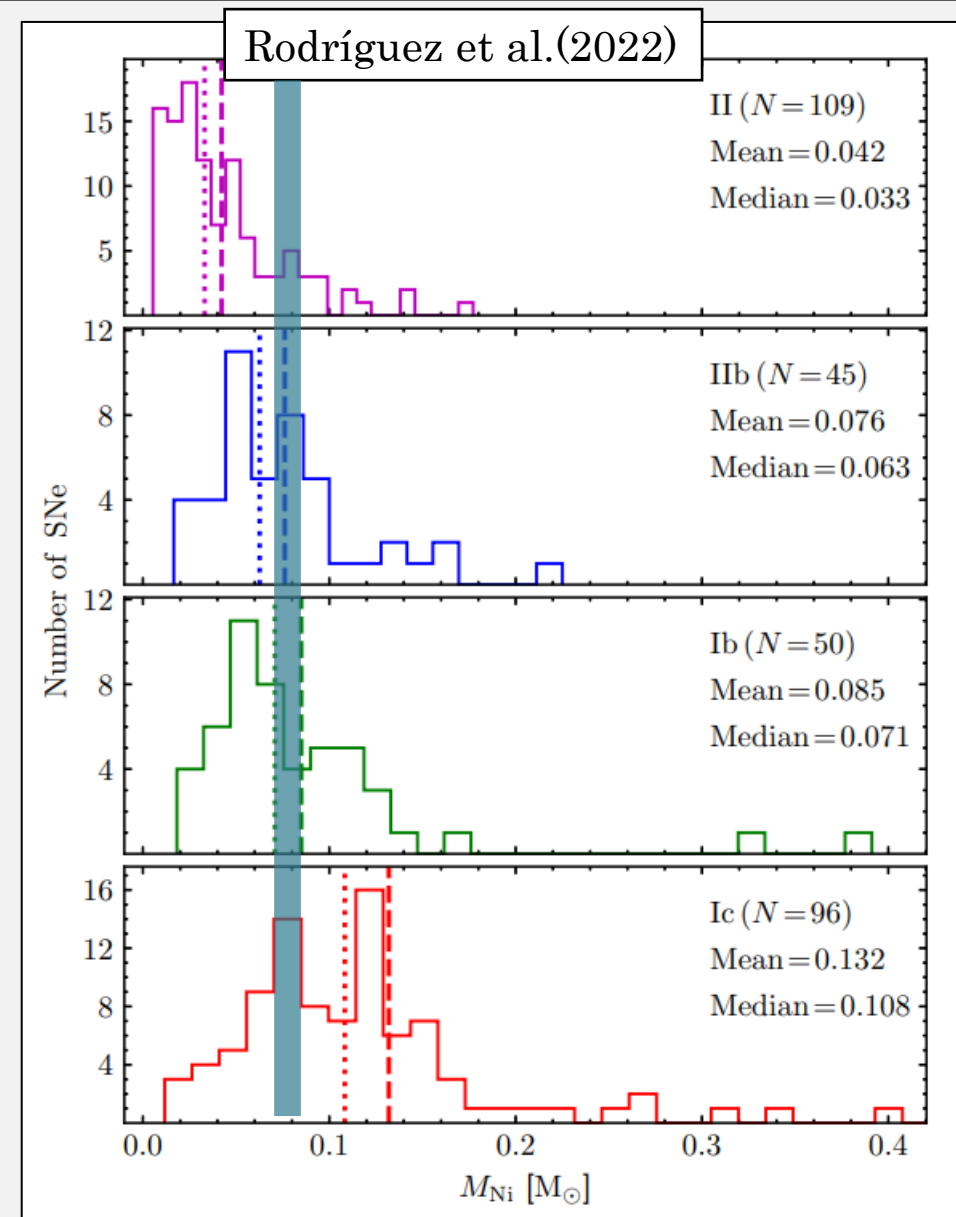 Rodríguez et al.(2022)
II (N=109)
Mean=0.042
Median=0.033
15
10
5
IIb (N=45)
Mean=0.076
Median=0.063
12
8
4
Number of SNe
Ib (N=50)
Mean=0.085
Median=0.071
12
8
4
Ic (N=96)
Mean=0.132
Median=0.108
16
12
8
4
0.0 0.1 0.2 0.3 0.4
M_Ni [M_⊙]